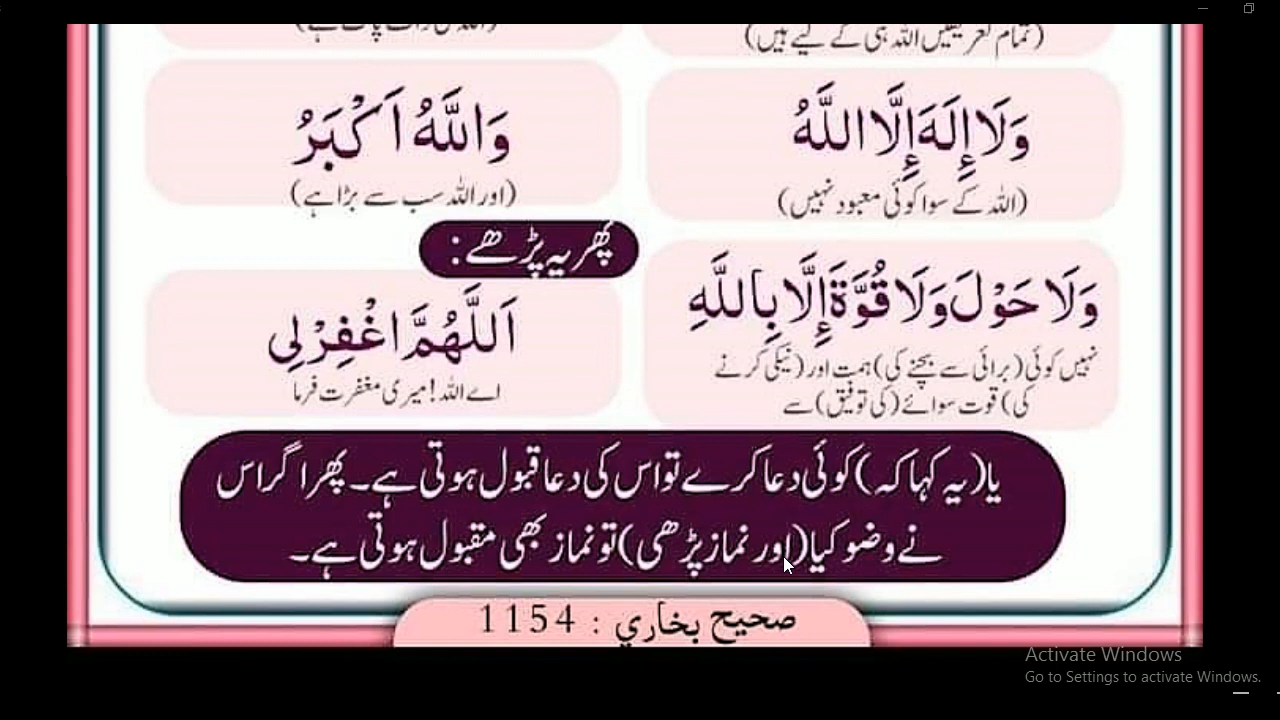 (تمام تعریفیں اللہ ہی کے لیے ہیں)
وَلَا إِلَهَ إِلَّا اللَّهُ
(اللہ کے سوا کوئی معبود نہیں)
وَاللَّهُ اَكْبَرُ
(اور اللہ سب سے بڑا ہے)
وَلَا حَوْلَ وَلَا قُوَّةَ إِلَّا بِاللَّهِ
نہیں کوئی (برائی سے بچنے کی) ہمت اور (نیکی کرنے
کی) قوت سوائے (کی توفیق) سے
پھر یہ پڑھے :
اَللَّهُمَّ اغْفِرْ لِي
اے اللہ! میری مغفرت فرما
یا (یہ کہا کہ) کوئی دعا کرے تو اس کی دعا قبول ہوتی ہے۔ پھر اگر اس
نے وضو کیا (اور نماز پڑھی) تو نماز بھی مقبول ہوتی ہے۔
صحيح بخاري : 1154
Activate Windows
Go to Settings to activate Windows.